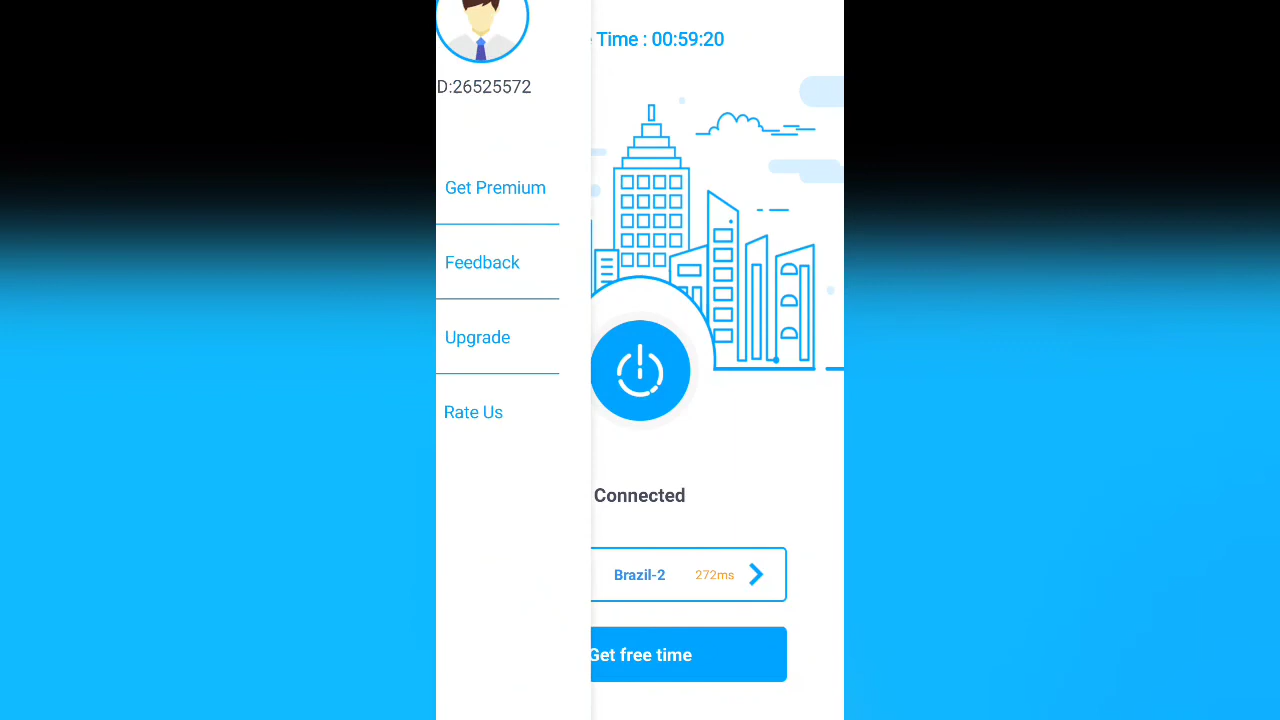 D:26525572
Get Premium
Feedback
Upgrade
Rate Us
Time : 00:59:20
Connected
Brazil-2 272ms
Get free time